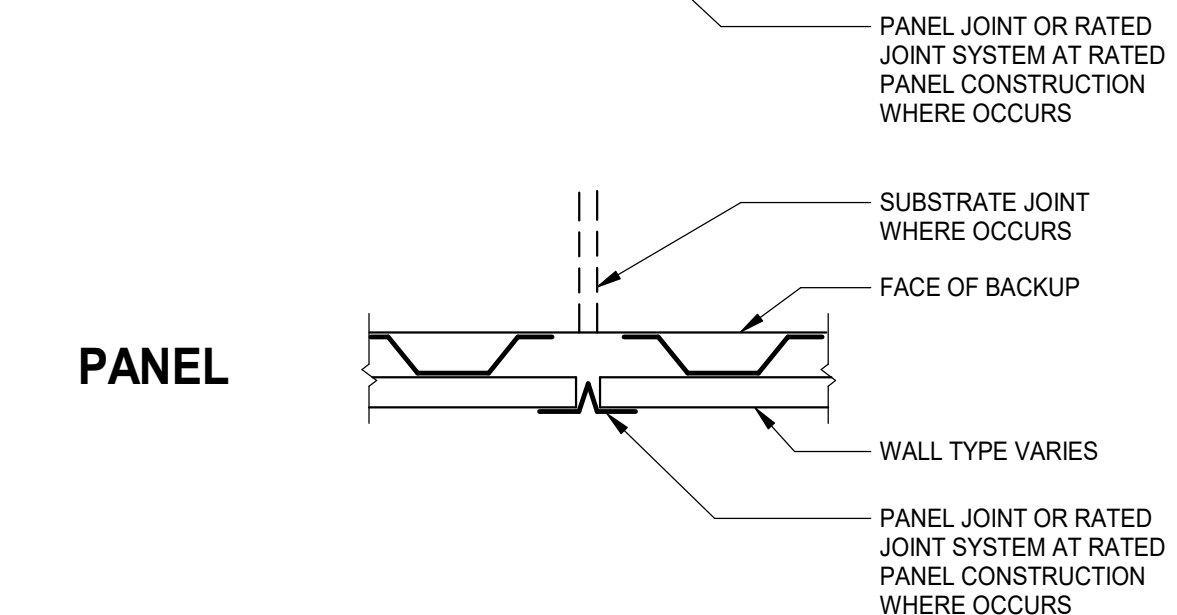 PANEL JOINT OR RATED
JOINT SYSTEM AT RATED
PANEL CONSTRUCTION
WHERE OCCURS
SUBSTRATE JOINT
WHERE OCCURS
FACE OF BACKUP
PANEL
WALL TYPE VARIES
PANEL JOINT OR RATED
JOINT SYSTEM AT RATED
PANEL CONSTRUCTION
WHERE OCCURS